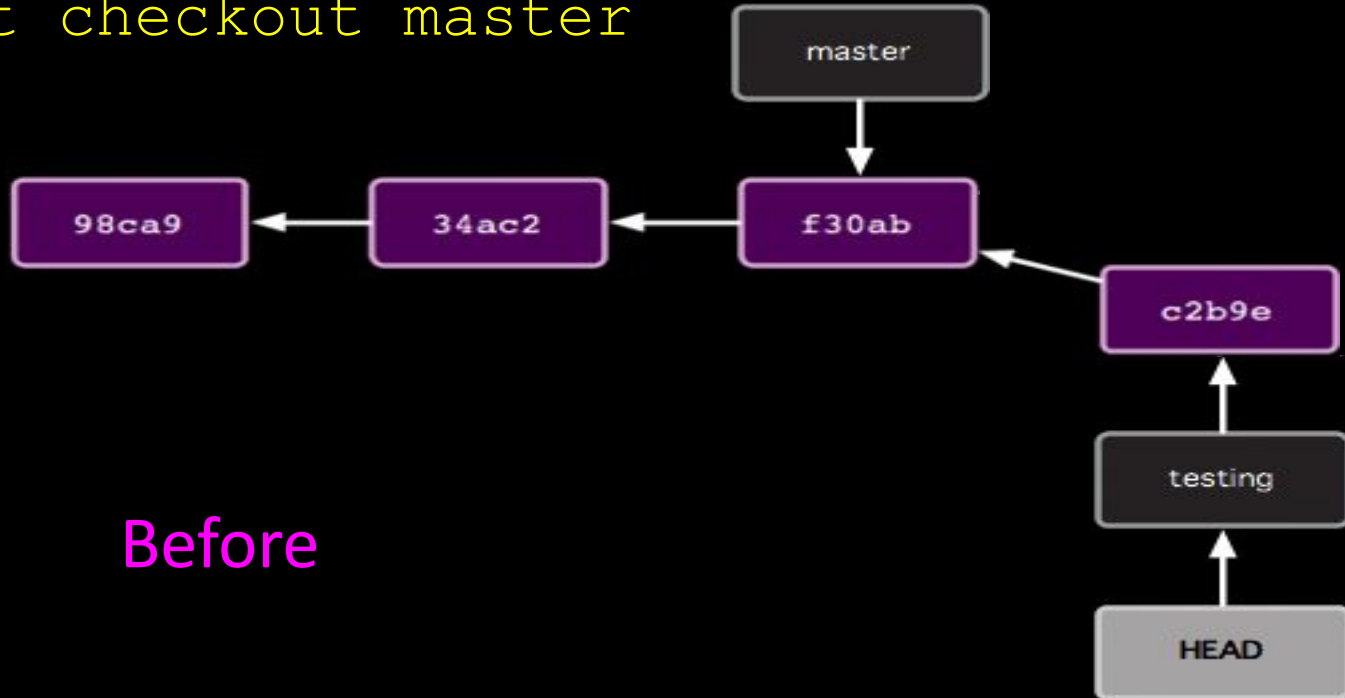 t checkout master
master
98ca9
34ac2
f30ab
c2b9e
testing
Before
HEAD